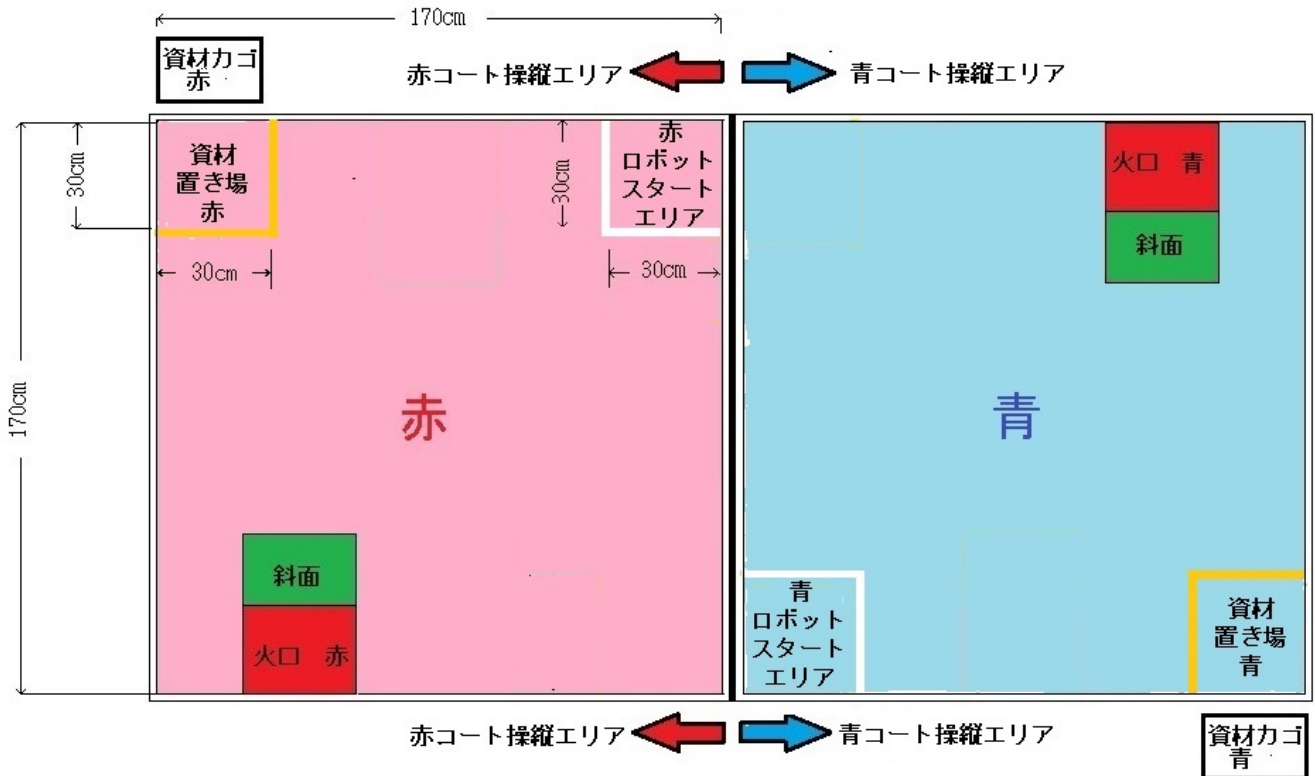 170cm
資材カゴ
赤
赤コート操縦エリア
青コート操縦エリア
資材
置き場
赤
30cm
30cm
赤
ロボット
スタート
エリア
30cm
30cm
火口 青
斜面
170cm
赤
青
斜面
火口 赤
青
ロボット
スタート
エリア
資材
置き場
青
赤コート操縦エリア
青コート操縦エリア
資材カゴ
青